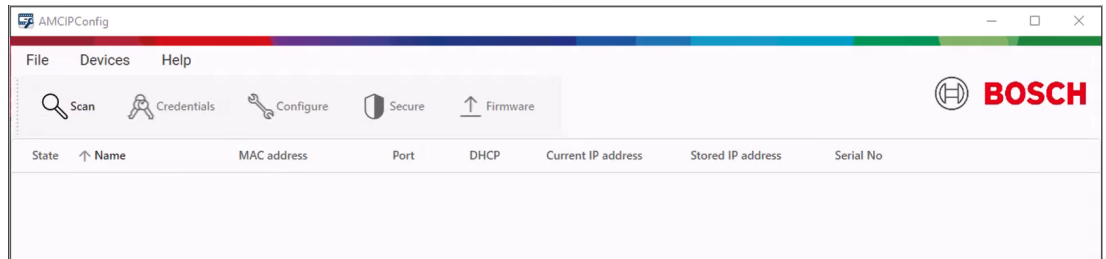 AMCIPConfig
File Devices Help
Scan Credentials Configure Secure Firmware
BOSCH
State Name MAC address Port DHCP Current IP address Stored IP address Serial No